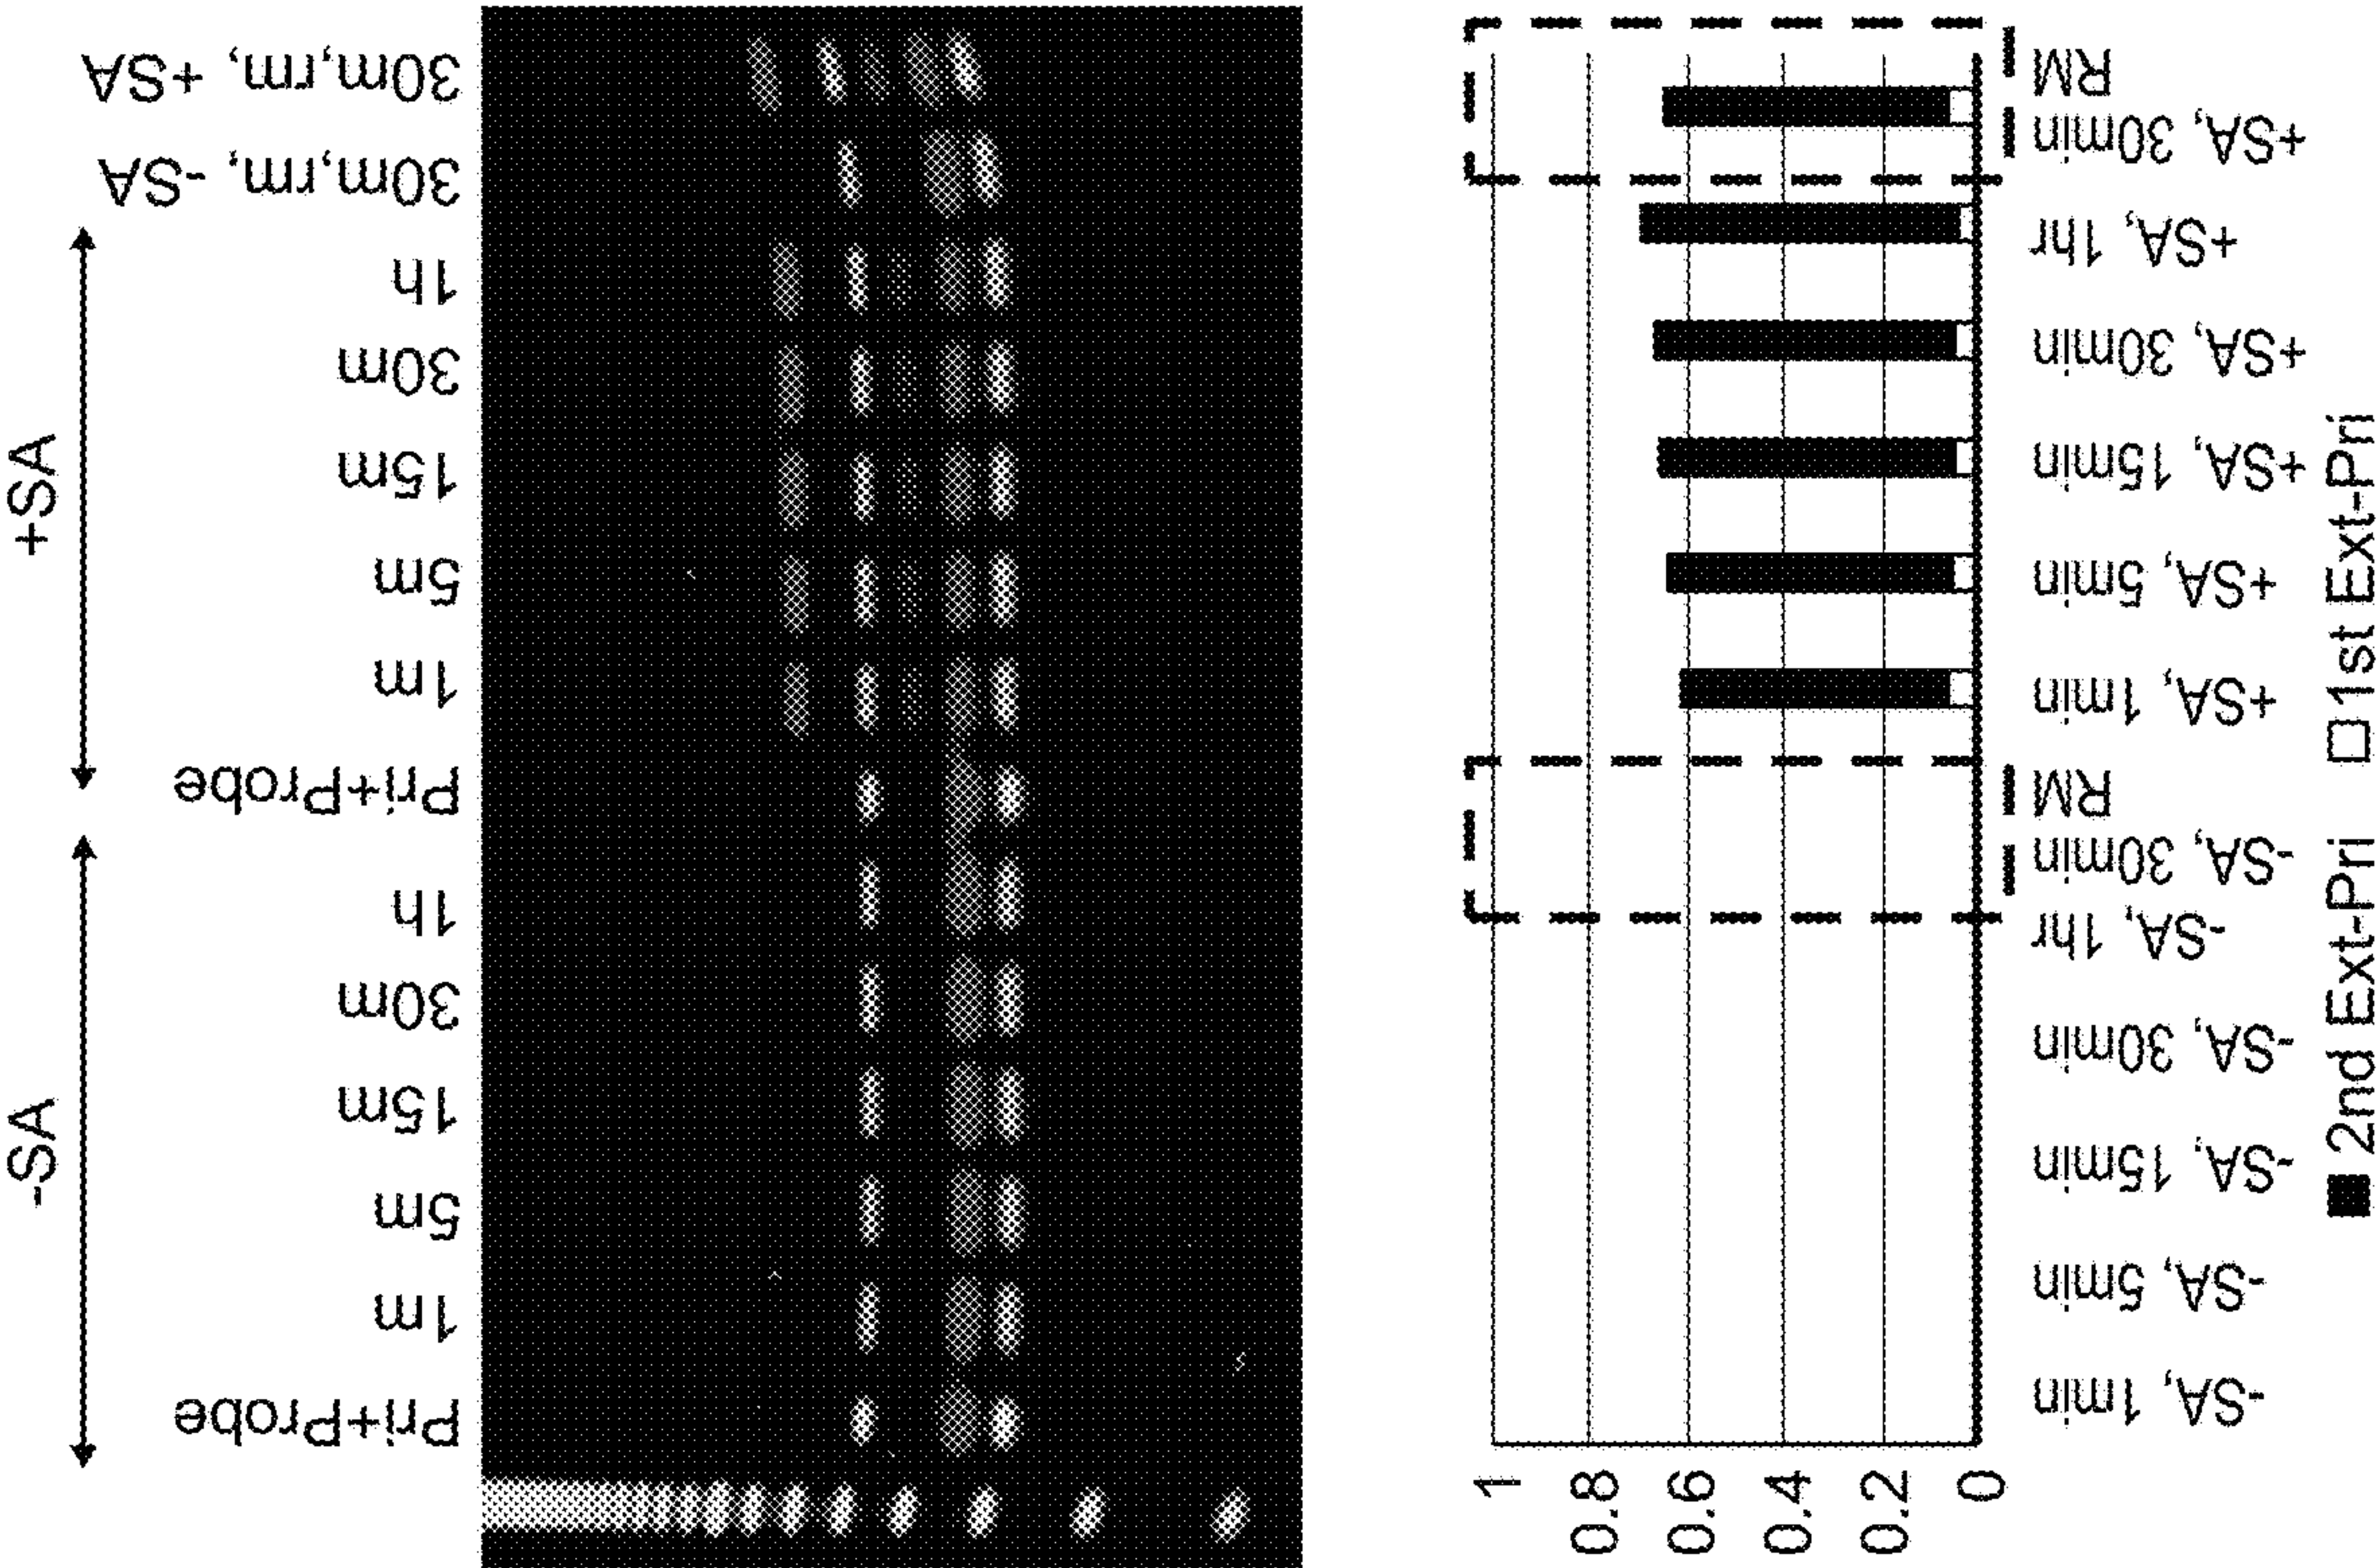 -SA +SA
Pri+Probe
1m
5m
15m
30m
1h
Pri+Probe
1m
5m
15m
30m
1h
30m,rm, -SA
30m,rm, +SA
1
0.8
0.6
0.4
0.2
0
-SA, 1min
-SA, 5min
-SA, 15min
-SA, 30min
-SA, 1hr
-SA, 30min
RM
+SA, 1min
+SA, 5min
+SA, 15min
+SA, 30min
+SA, 1hr
+SA, 30min
RM
2nd Ext-Pri 1st Ext-Pri